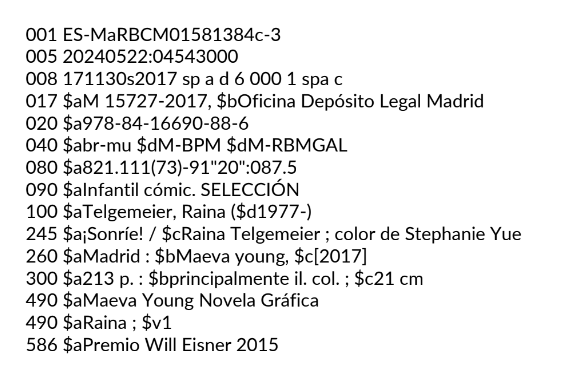 001 ES-MaRBCM01581384c-3
005 20240522:04543000
008 171130s2017 sp a d 6 000 1 spa c
017 $aM 15727-2017, $bOficina Depósito Legal Madrid
020 $a978-84-16690-88-6
040 $abr-mu $dM-BPM $dM-RBMGAL
080 $a821.111(73)-91"20":087.5
090 $aInfantil cómic. SELECCIÓN
100 $aTelgemeier, Raina ($d1977-)
245 $a¡Sonríe! / $cRaina Telgemeier ; color de Stephanie Yue
260 $aMadrid : $bMaeva young, $c[2017]
300 $a213 p. : $bprincipalmente il. col. ; $c21 cm
490 $aMaeva Young Novela Gráfica
490 $aRaina ; $v1
586 $aPremio Will Eisner 2015